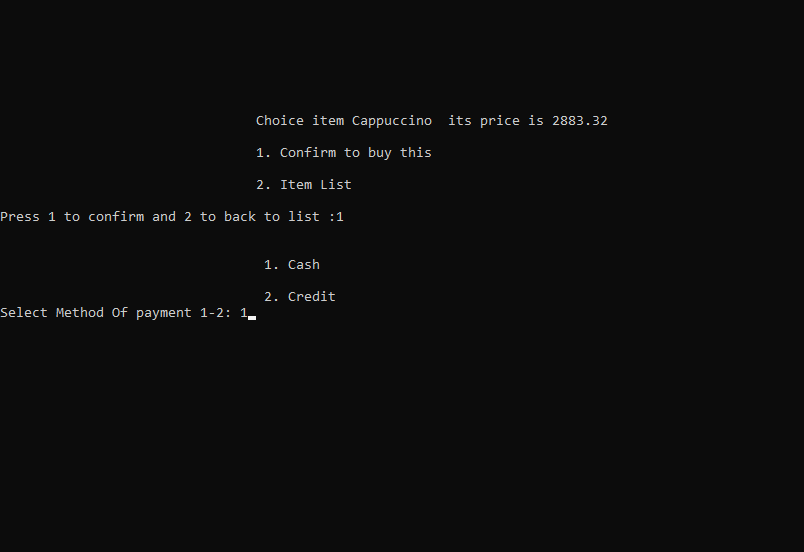 Choice item Cappuccino  its price is 2883.32
1. Confirm to buy this
2. Item List
Press 1 to confirm and 2 to back to list :1
1. Cash
2. Credit
Select Method Of payment 1-2: 1